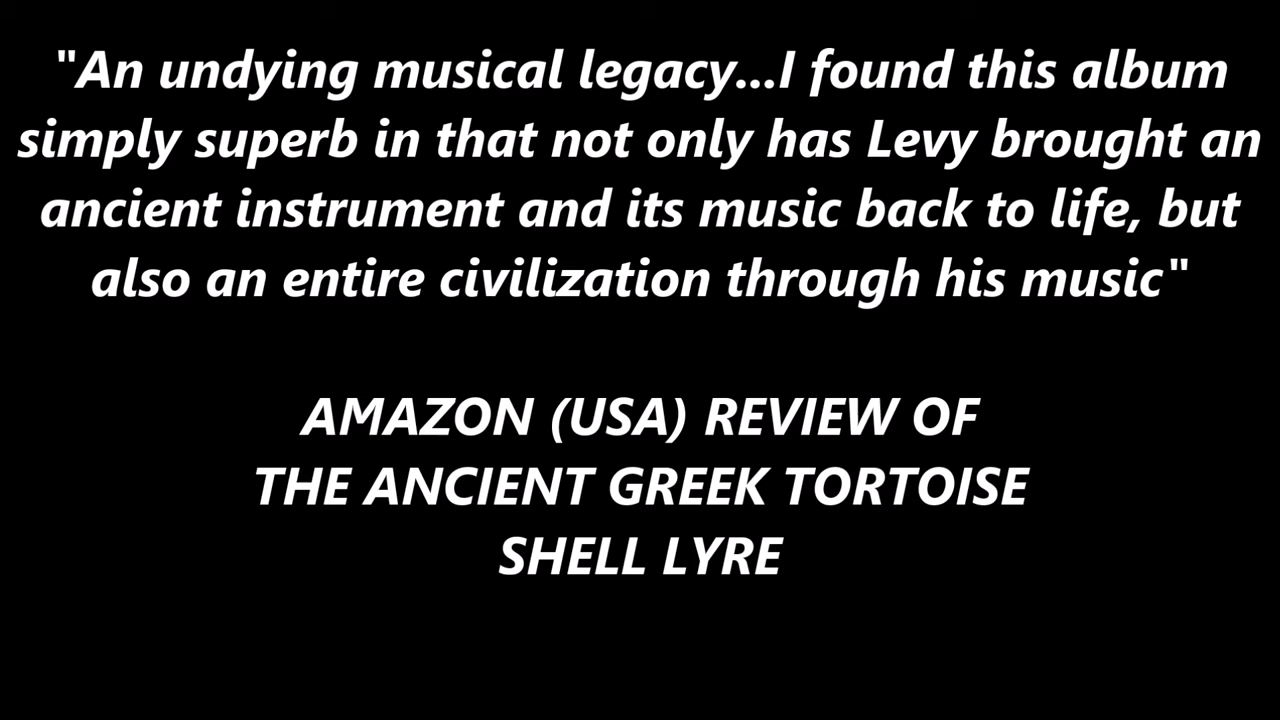 "An undying musical legacy...I found this album
simply superb in that not only has Levy brought an
ancient instrument and its music back to life, but
also an entire civilization through his music"
AMAZON (USA) REVIEW OF
THE ANCIENT GREEK TORTOISE
SHELL LYRE